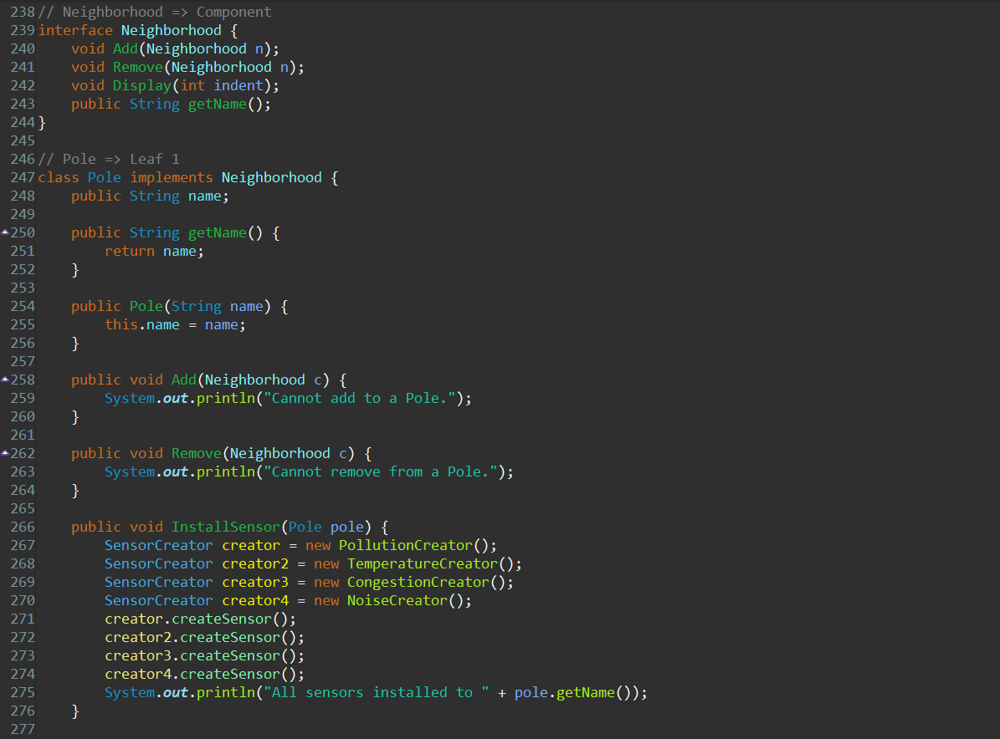 238 // Neighborhood => Component
239 interface Neighborhood {
240     void Add(Neighborhood n);
241     void Remove(Neighborhood n);
242     void Display(int indent);
243     public String getName();
244 }
245
246 // Pole => Leaf 1
247 class Pole implements Neighborhood {
248     public String name;
249
250     public String getName() {
251         return name;
252     }
253
254     public Pole(String name) {
255         this.name = name;
256     }
257
258     public void Add(Neighborhood c) {
259         System.out.println("Cannot add to a Pole.");
260     }
261
262     public void Remove(Neighborhood c) {
263         System.out.println("Cannot remove from a Pole.");
264     }
265
266     public void InstallSensor(Pole pole) {
267         SensorCreator creator = new PollutionCreator();
268         SensorCreator creator2 = new TemperatureCreator();
269         SensorCreator creator3 = new CongestionCreator();
270         SensorCreator creator4 = new NoiseCreator();
271         creator.createSensor();
272         creator2.createSensor();
273         creator3.createSensor();
274         creator4.createSensor();
275         System.out.println("All sensors installed to " + pole.getName());
276     }
277